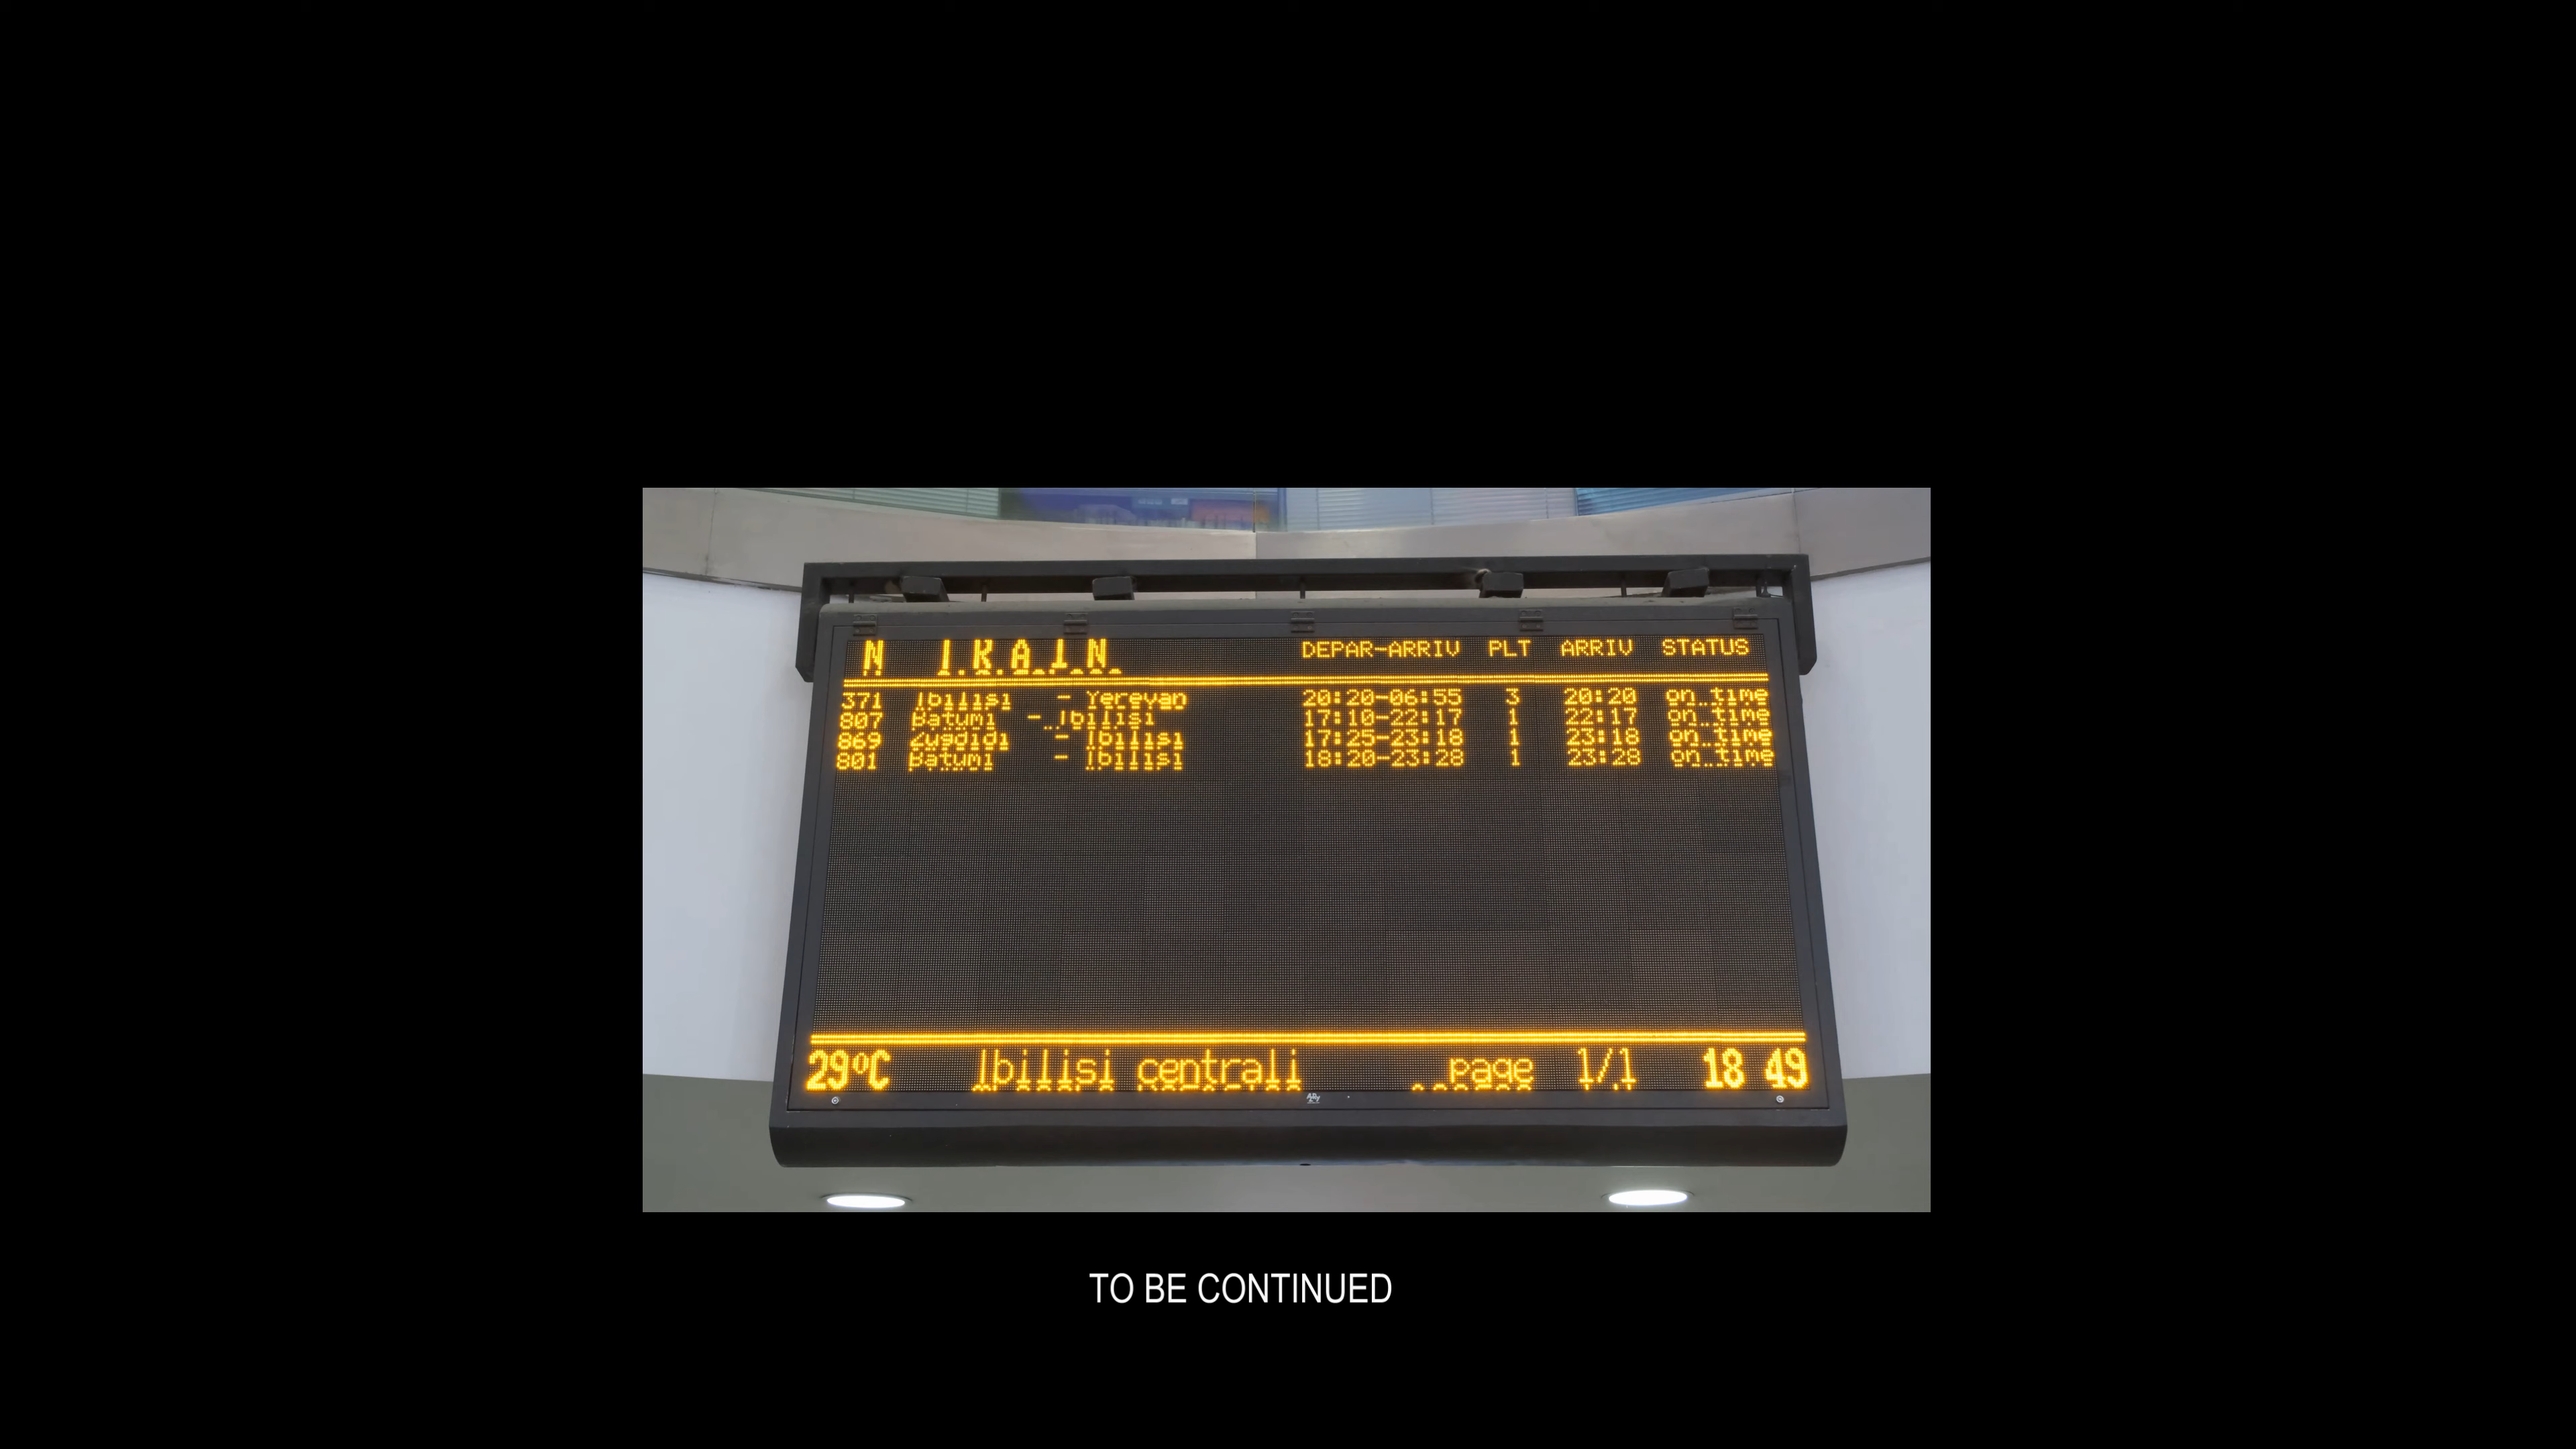 N T.R.A.I.N. DEPAR-ARRIV PLT ARRIV STATUS
371 Tbilisi - Yerevan 20:20-06:55 3 20:20 on time
807 Batumi - Tbilisi 17:10-22:17 1 22:17 on time
869 Zugdidi - Tbilisi 17:25-23:18 1 23:18 on time
801 Batumi - Tbilisi 18:20-23:28 1 23:28 on time
29°C Tbilisi centrali page 1/1 18 49
TO BE CONTINUED